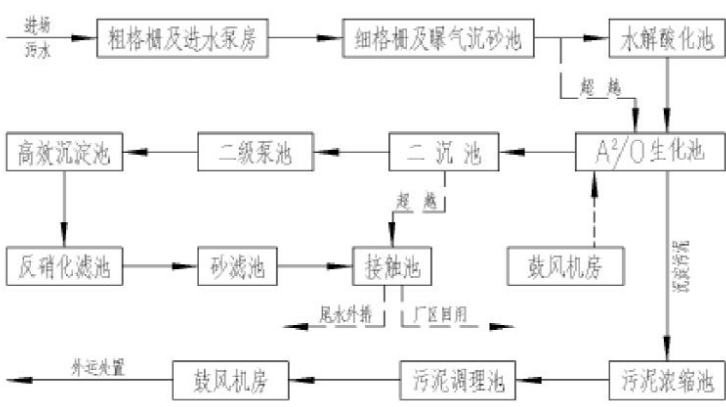 进场
污水
粗格栅及进水泵房
细格栅及曝气沉砂池
水解酸化池
超越
高效沉淀池
二级泵池
二沉池
A²/O生化池
超越
反硝化滤池
砂滤池
接触池
鼓风机房
尾水外排
厂区回用
外运处置
鼓风机房
污泥调理池
污泥浓缩池